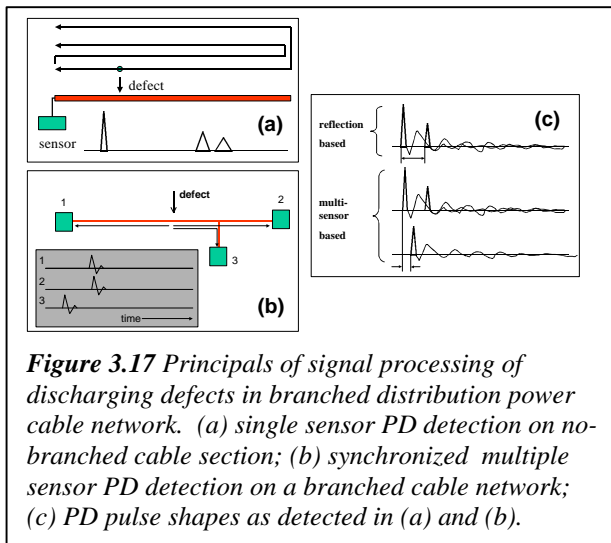 defect
sensor
(a)
defect
1
2
3
1
2
3
time
(b)
(c)
reflection
based
multi-
sensor
based
Figure 3.17 Principals of signal processing of
discharging defects in branched distribution power
cable network. (a) single sensor PD detection on no-
branched cable section; (b) synchronized multiple
sensor PD detection on a branched cable network;
(c) PD pulse shapes as detected in (a) and (b).